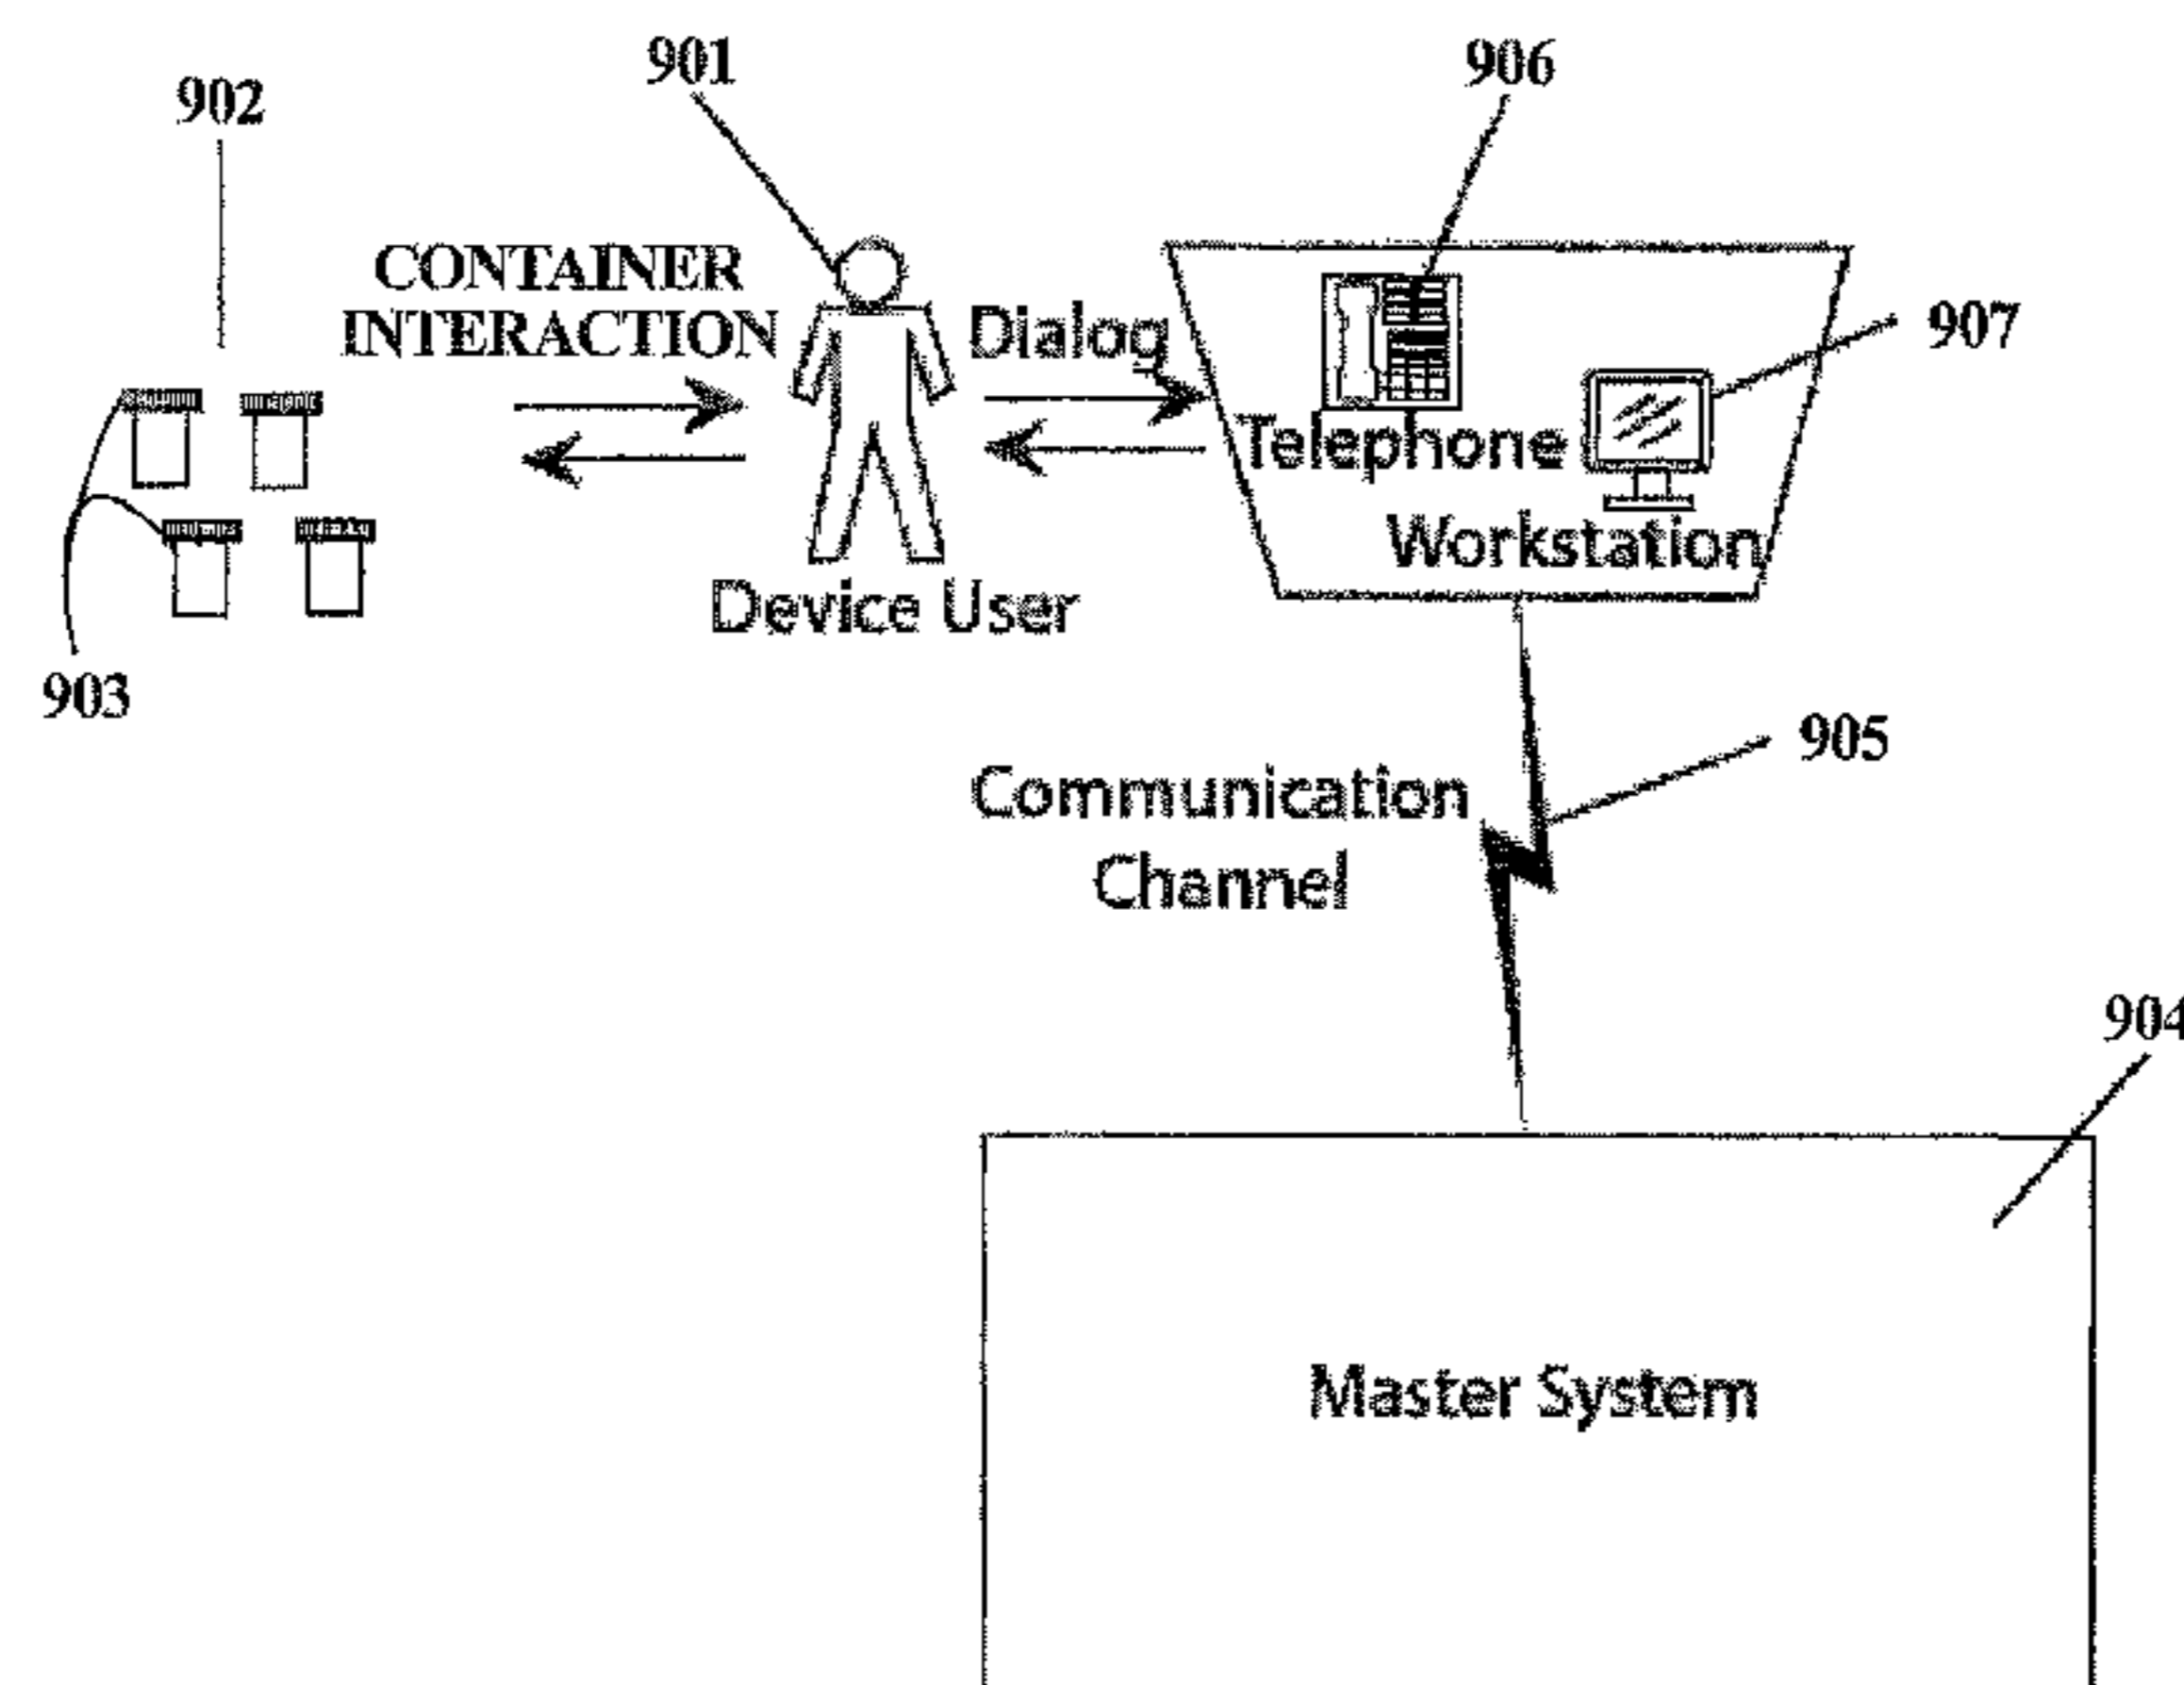 901
906
902
CONTAINER
INTERACTION
Dialog
907
Telephone
Workstation
Device User
903
905
Communication
Channel
904
Master System